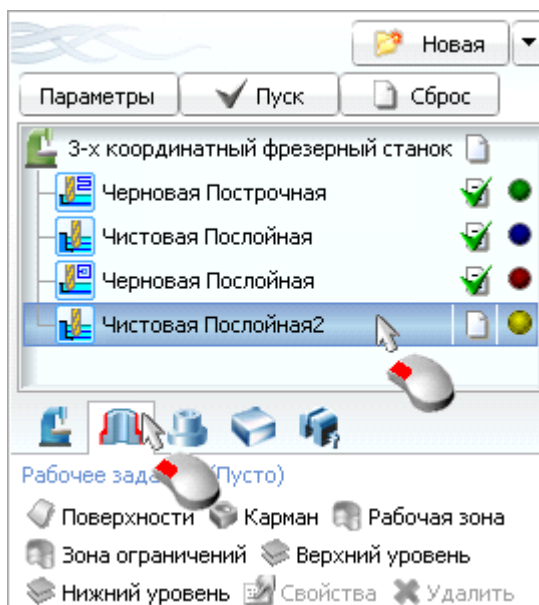 Новая
Параметры Пуск Сброс
3-х координатный фрезерный станок
Черновая Построчная
Чистовая Послойная
Черновая Послойная
Чистовая Послойная2
Рабочее (Пусто)
Поверхности Карман Рабочая зона
Зона ограничений Верхний уровень
Нижний уровень Свойства Удалить